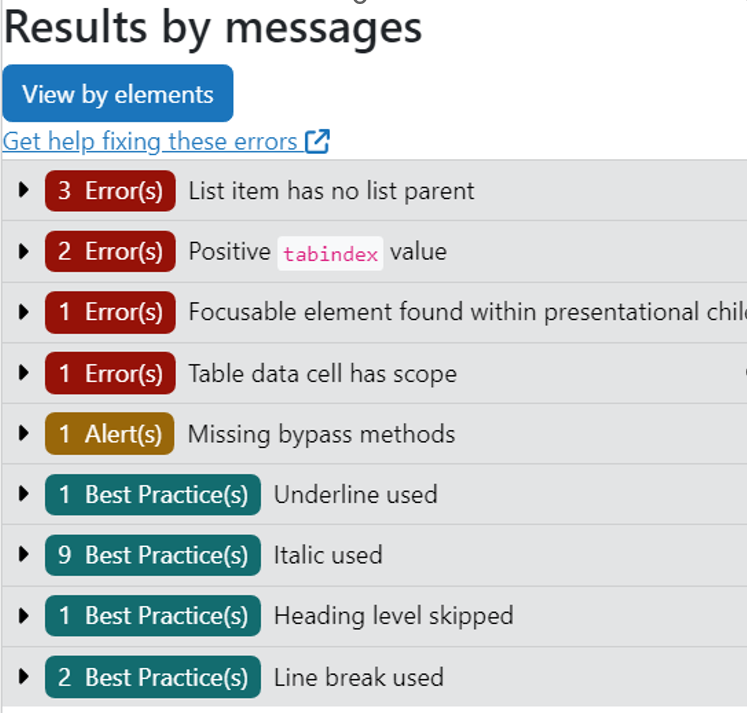 Results by messages
View by elements
Get help fixing these errors
3 Error(s) List item has no list parent
2 Error(s) Positive tabindex value
1 Error(s) Focusable element found within presentational
1 Error(s) Table data cell has scope
1 Alert(s) Missing bypass methods
1 Best Practice(s) Underline used
9 Best Practice(s) Italic used
1 Best Practice(s) Heading level skipped
2 Best Practice(s) Line break used